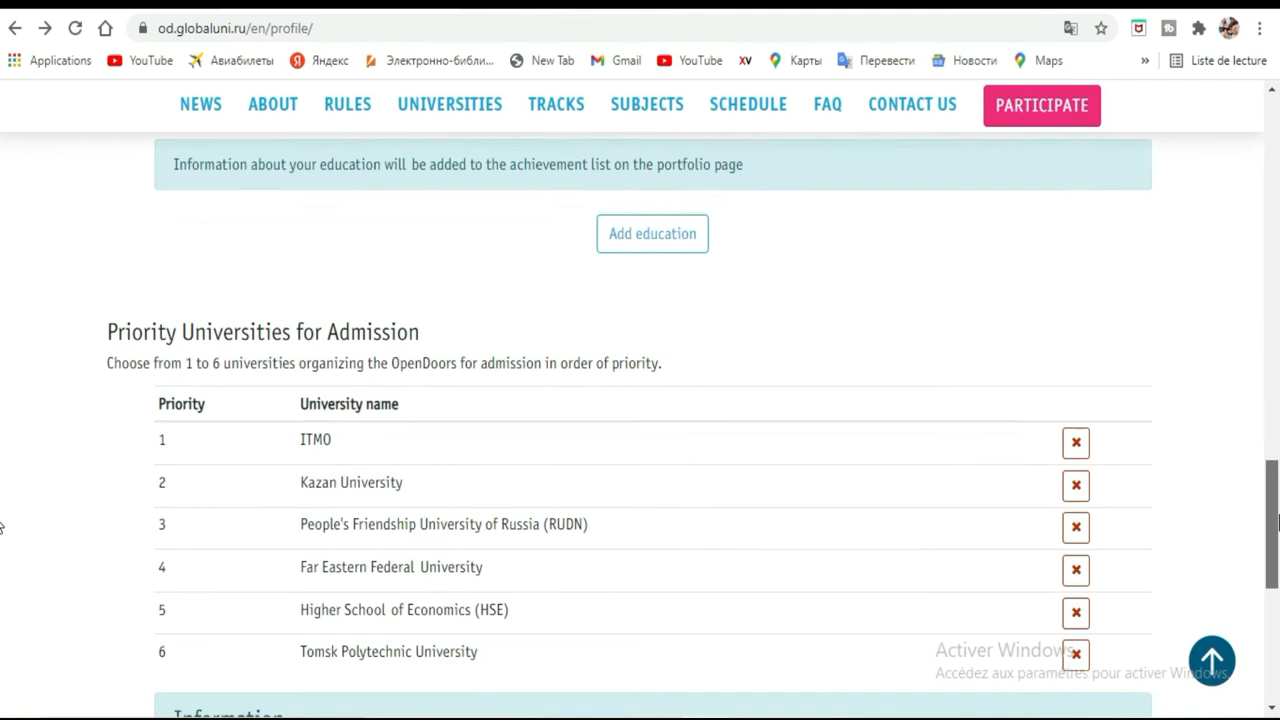 od.globaluni.ru/en/profile/
Applications YouTube Авиабилеты Яндекс Электронно-библи... New Tab Gmail YouTube XV Карты Перевести Новости Maps » Liste de lecture
NEWS ABOUT RULES UNIVERSITIES TRACKS SUBJECTS SCHEDULE FAQ CONTACT US PARTICIPATE
Information about your education will be added to the achievement list on the portfolio page
Add education
Priority Universities for Admission
Choose from 1 to 6 universities organizing the OpenDoors for admission in order of priority.
Priority University name
1 ITMO
2 Kazan University
3 People's Friendship University of Russia (RUDN)
4 Far Eastern Federal University
5 Higher School of Economics (HSE)
6 Tomsk Polytechnic University
Activer Windows
Accédez aux paramètres pour activer Windows.
Information